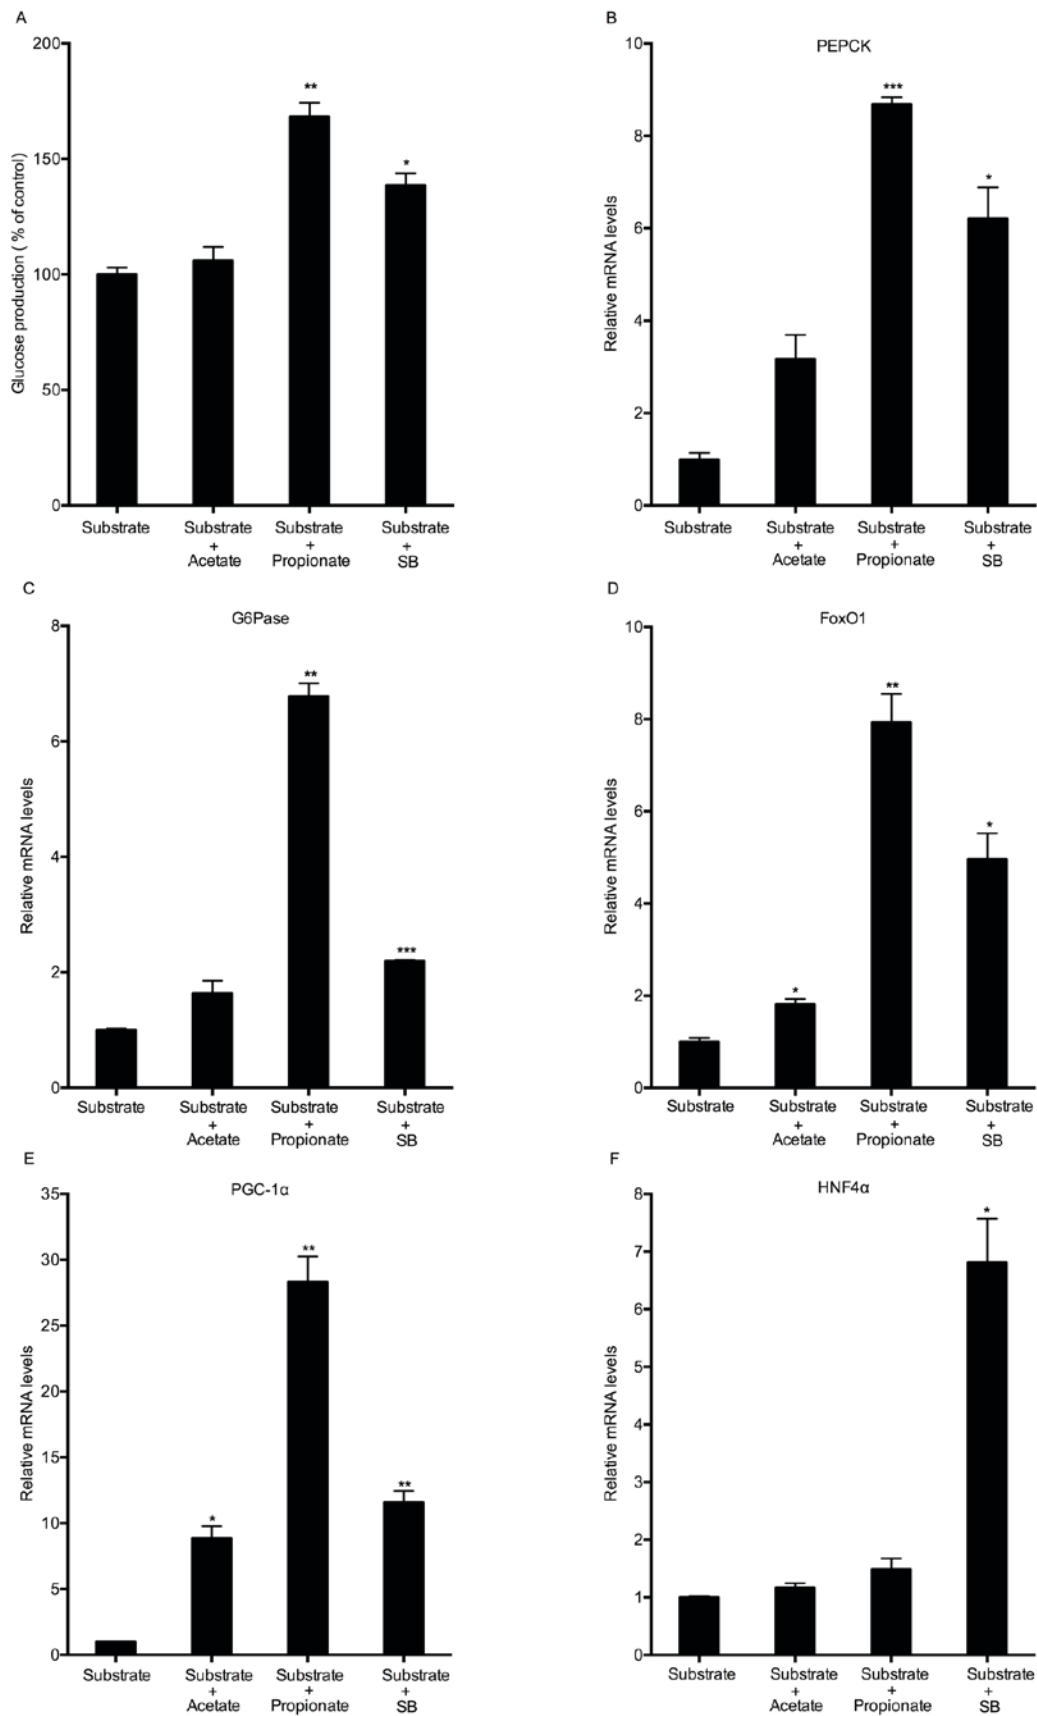 A
Glucose production ( % of control)
200
150
100
50
0
**
*
Substrate
Substrate
+
Acetate
Substrate
+
Propionate
Substrate
+
SB
B
PEPCK
Relative mRNA levels
10
8
6
4
2
0
***
*
Substrate
Substrate
+
Acetate
Substrate
+
Propionate
Substrate
+
SB
C
G6Pase
Relative mRNA levels
8
6
4
2
0
**
***
Substrate
Substrate
+
Acetate
Substrate
+
Propionate
Substrate
+
SB
D
FoxO1
Relative mRNA levels
10
8
6
4
2
0
*
**
*
Substrate
Substrate
+
Acetate
Substrate
+
Propionate
Substrate
+
SB
E
PGC-1α
Relative mRNA levels
35
30
25
20
15
10
5
0
*
**
**
Substrate
Substrate
+
Acetate
Substrate
+
Propionate
Substrate
+
SB
F
HNF4α
Relative mRNA levels
8
7
6
5
4
3
2
1
0
*
Substrate
Substrate
+
Acetate
Substrate
+
Propionate
Substrate
+
SB